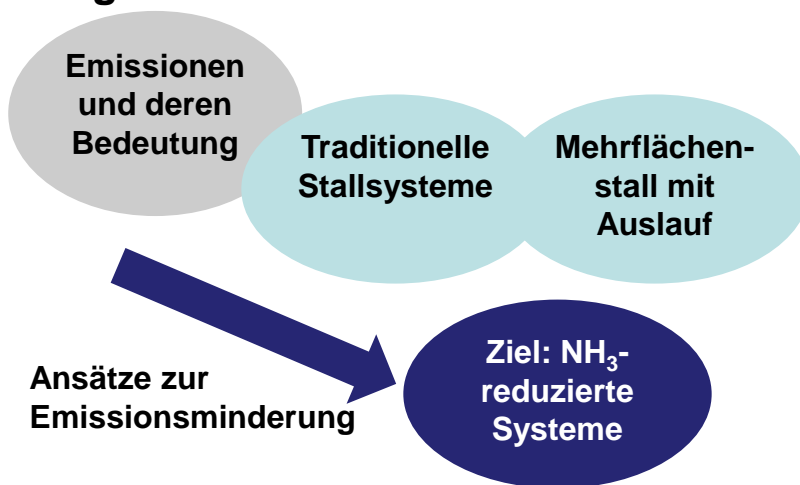 Emissionen
und deren
Bedeutung
Traditionelle
Stallsysteme
Mehrflächen-
stall mit
Auslauf
Ansätze zur
Emissionsminderung
Ziel: NH₃-
reduzierte
Systeme